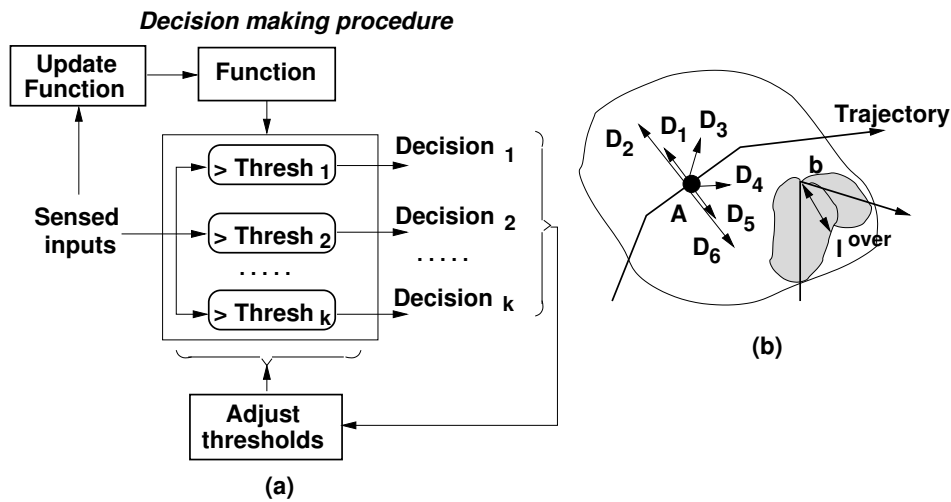 Decision making procedure
Update
Function
Function
> Thresh 1
> Thresh 2
. . . . .
> Thresh k
Sensed
inputs
Decision 1
Decision 2
. . . . .
Decision k
Adjust
thresholds
(a)
Trajectory
D1
D2
D3
D4
D5
D6
A
b
l over
(b)